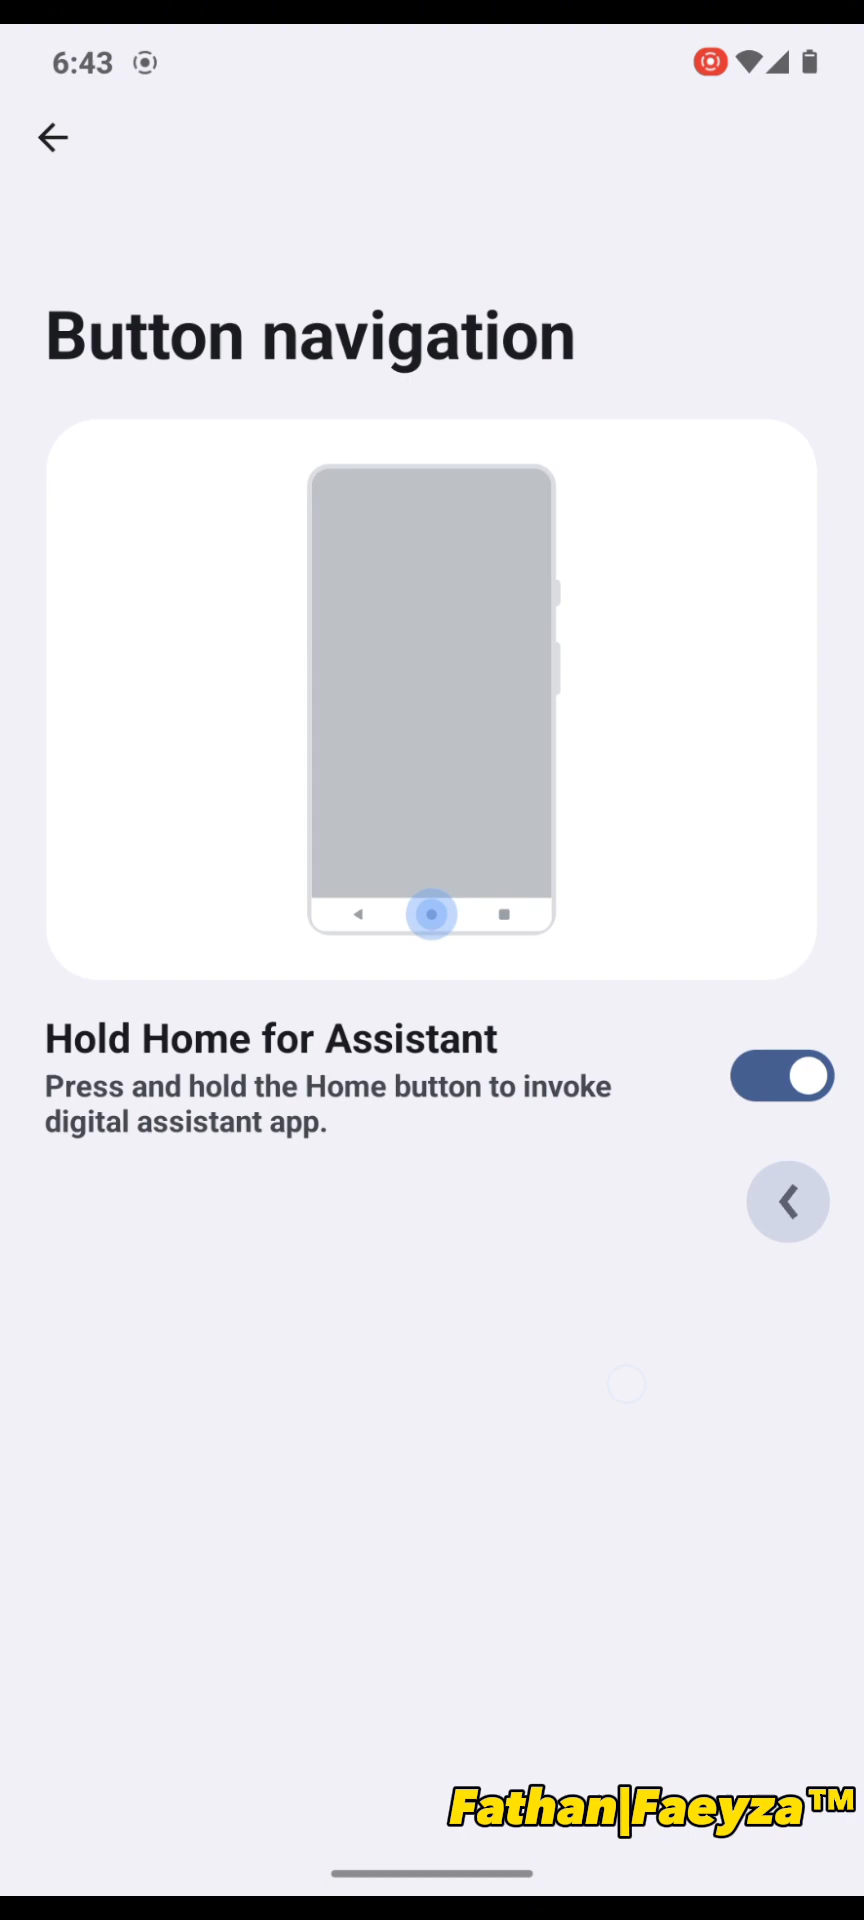 6:43
Button navigation
Hold Home for Assistant
Press and hold the Home button to invoke
digital assistant app.
Fathan|Faeyza™